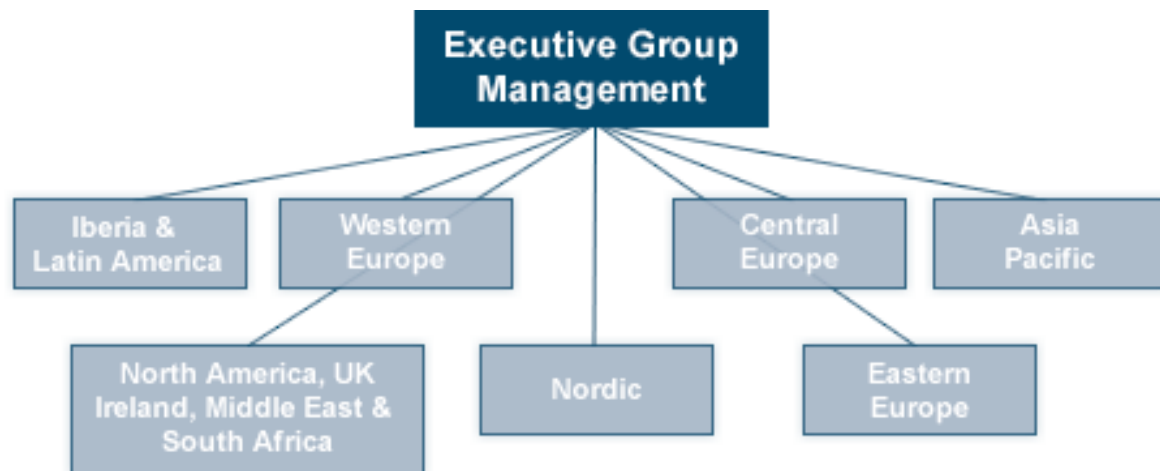 Executive Group
Management
Iberia &
Latin America
Western
Europe
Central
Europe
Asia
Pacific
North America, UK
Ireland, Middle East &
South Africa
Nordic
Eastern
Europe